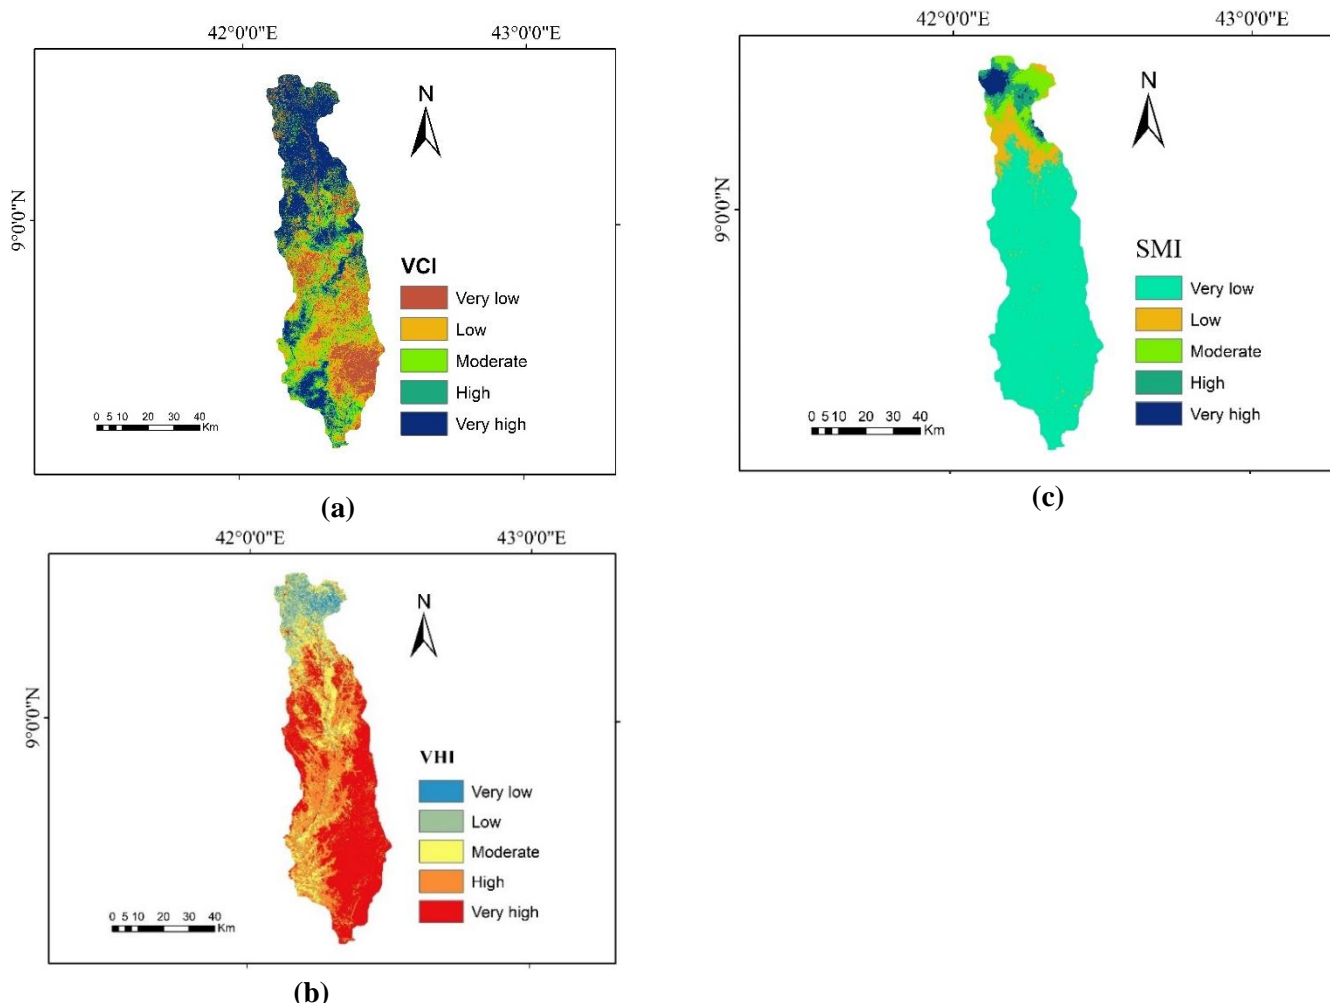 42°0'0"E 43°0'0"E
N
9°0'0"N
VCI
Very low
Low
Moderate
High
Very high
0 5 10 20 30 40
Km
(a)
42°0'0"E 43°0'0"E
N
9°0'0"N
SMI
Very low
Low
Moderate
High
Very high
0 5 10 20 30 40
Km
(c)
42°0'0"E 43°0'0"E
N
9°0'0"N
VHI
Very low
Low
Moderate
High
Very high
0 5 10 20 30 40
Km
(b)